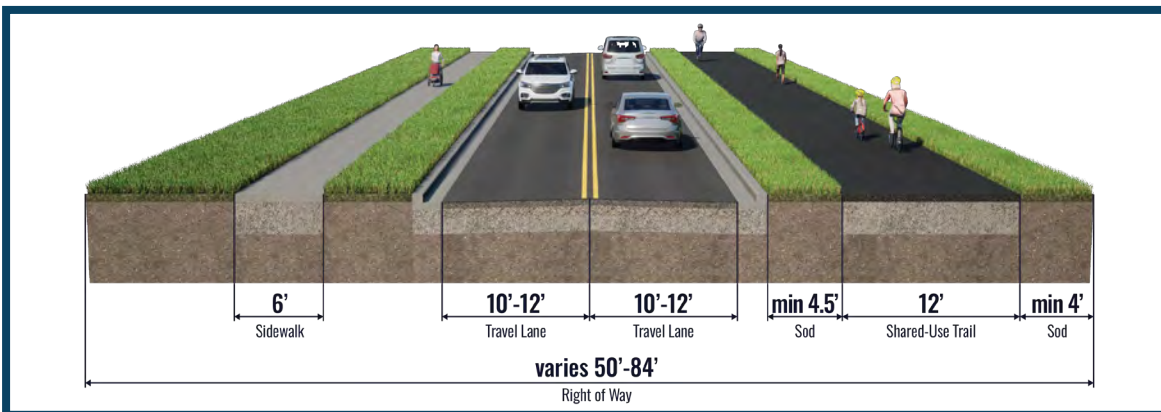 6’
Sidewalk
10’-12’
Travel Lane
10’-12’
Travel Lane
min 4.5’
Sod
12’
Shared-Use Trail
min 4’
Sod
varies 50’-84’
Right of Way